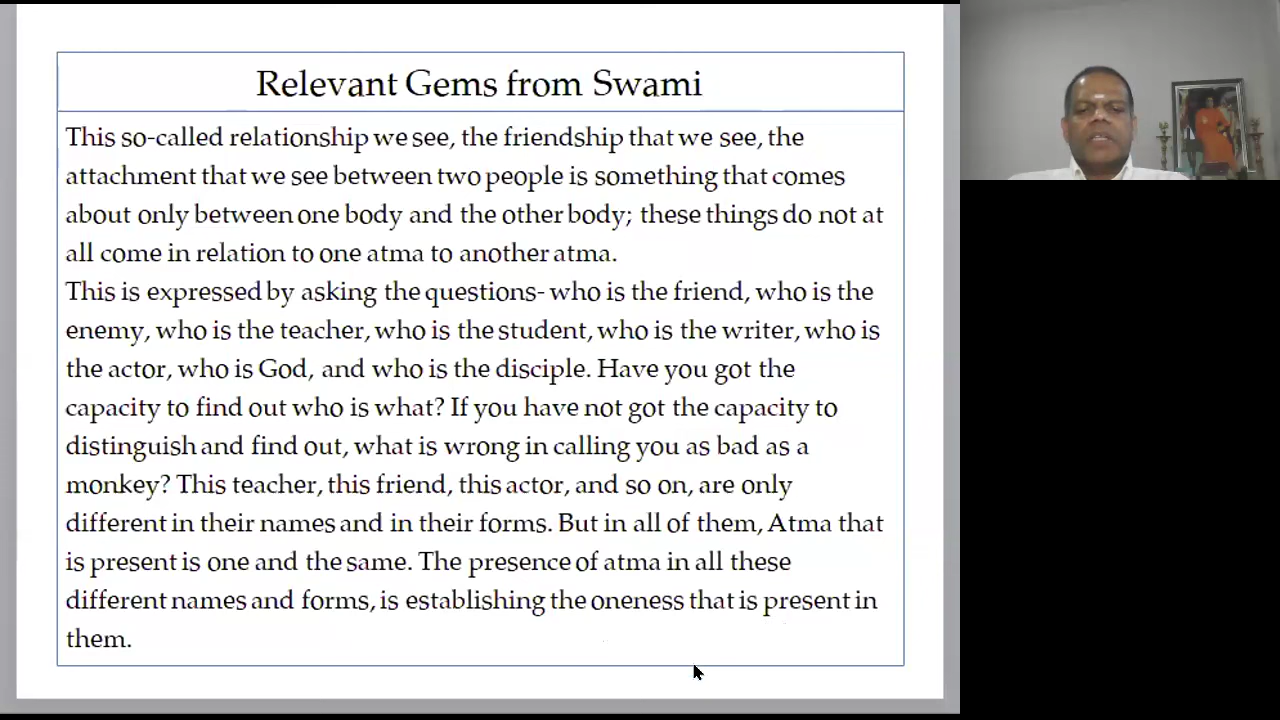 Relevant Gems from Swami
This so-called relationship we see, the friendship that we see, the
attachment that we see between two people is something that comes
about only between one body and the other body; these things do not at
all come in relation to one atma to another atma.
This is expressed by asking the questions- who is the friend, who is the
enemy, who is the teacher, who is the student, who is the writer, who is
the actor, who is God, and who is the disciple. Have you got the
capacity to find out who is what? If you have not got the capacity to
distinguish and find out, what is wrong in calling you as bad as a
monkey? This teacher, this friend, this actor, and so on, are only
different in their names and in their forms. But in all of them, Atma that
is present is one and the same. The presence of atma in all these
different names and forms, is establishing the oneness that is present in
them.